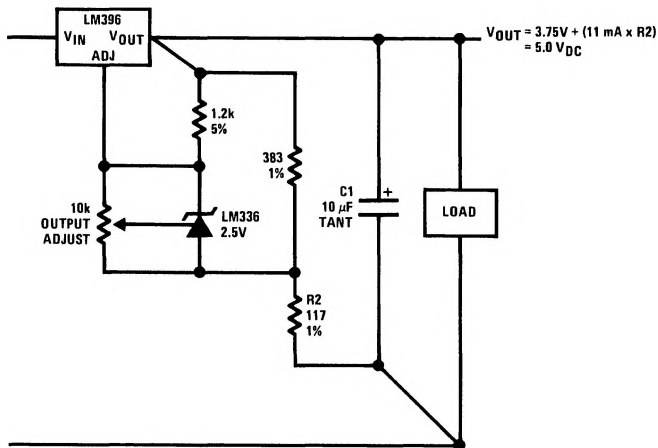 LM396
VIN VOUT
ADJ
VOUT = 3.75V + (11 mA x R2)
= 5.0 VDC
1.2k
5%
383
1%
10k
OUTPUT
ADJUST
LM336
2.5V
C1
10 μF
TANT
+
LOAD
R2
117
1%